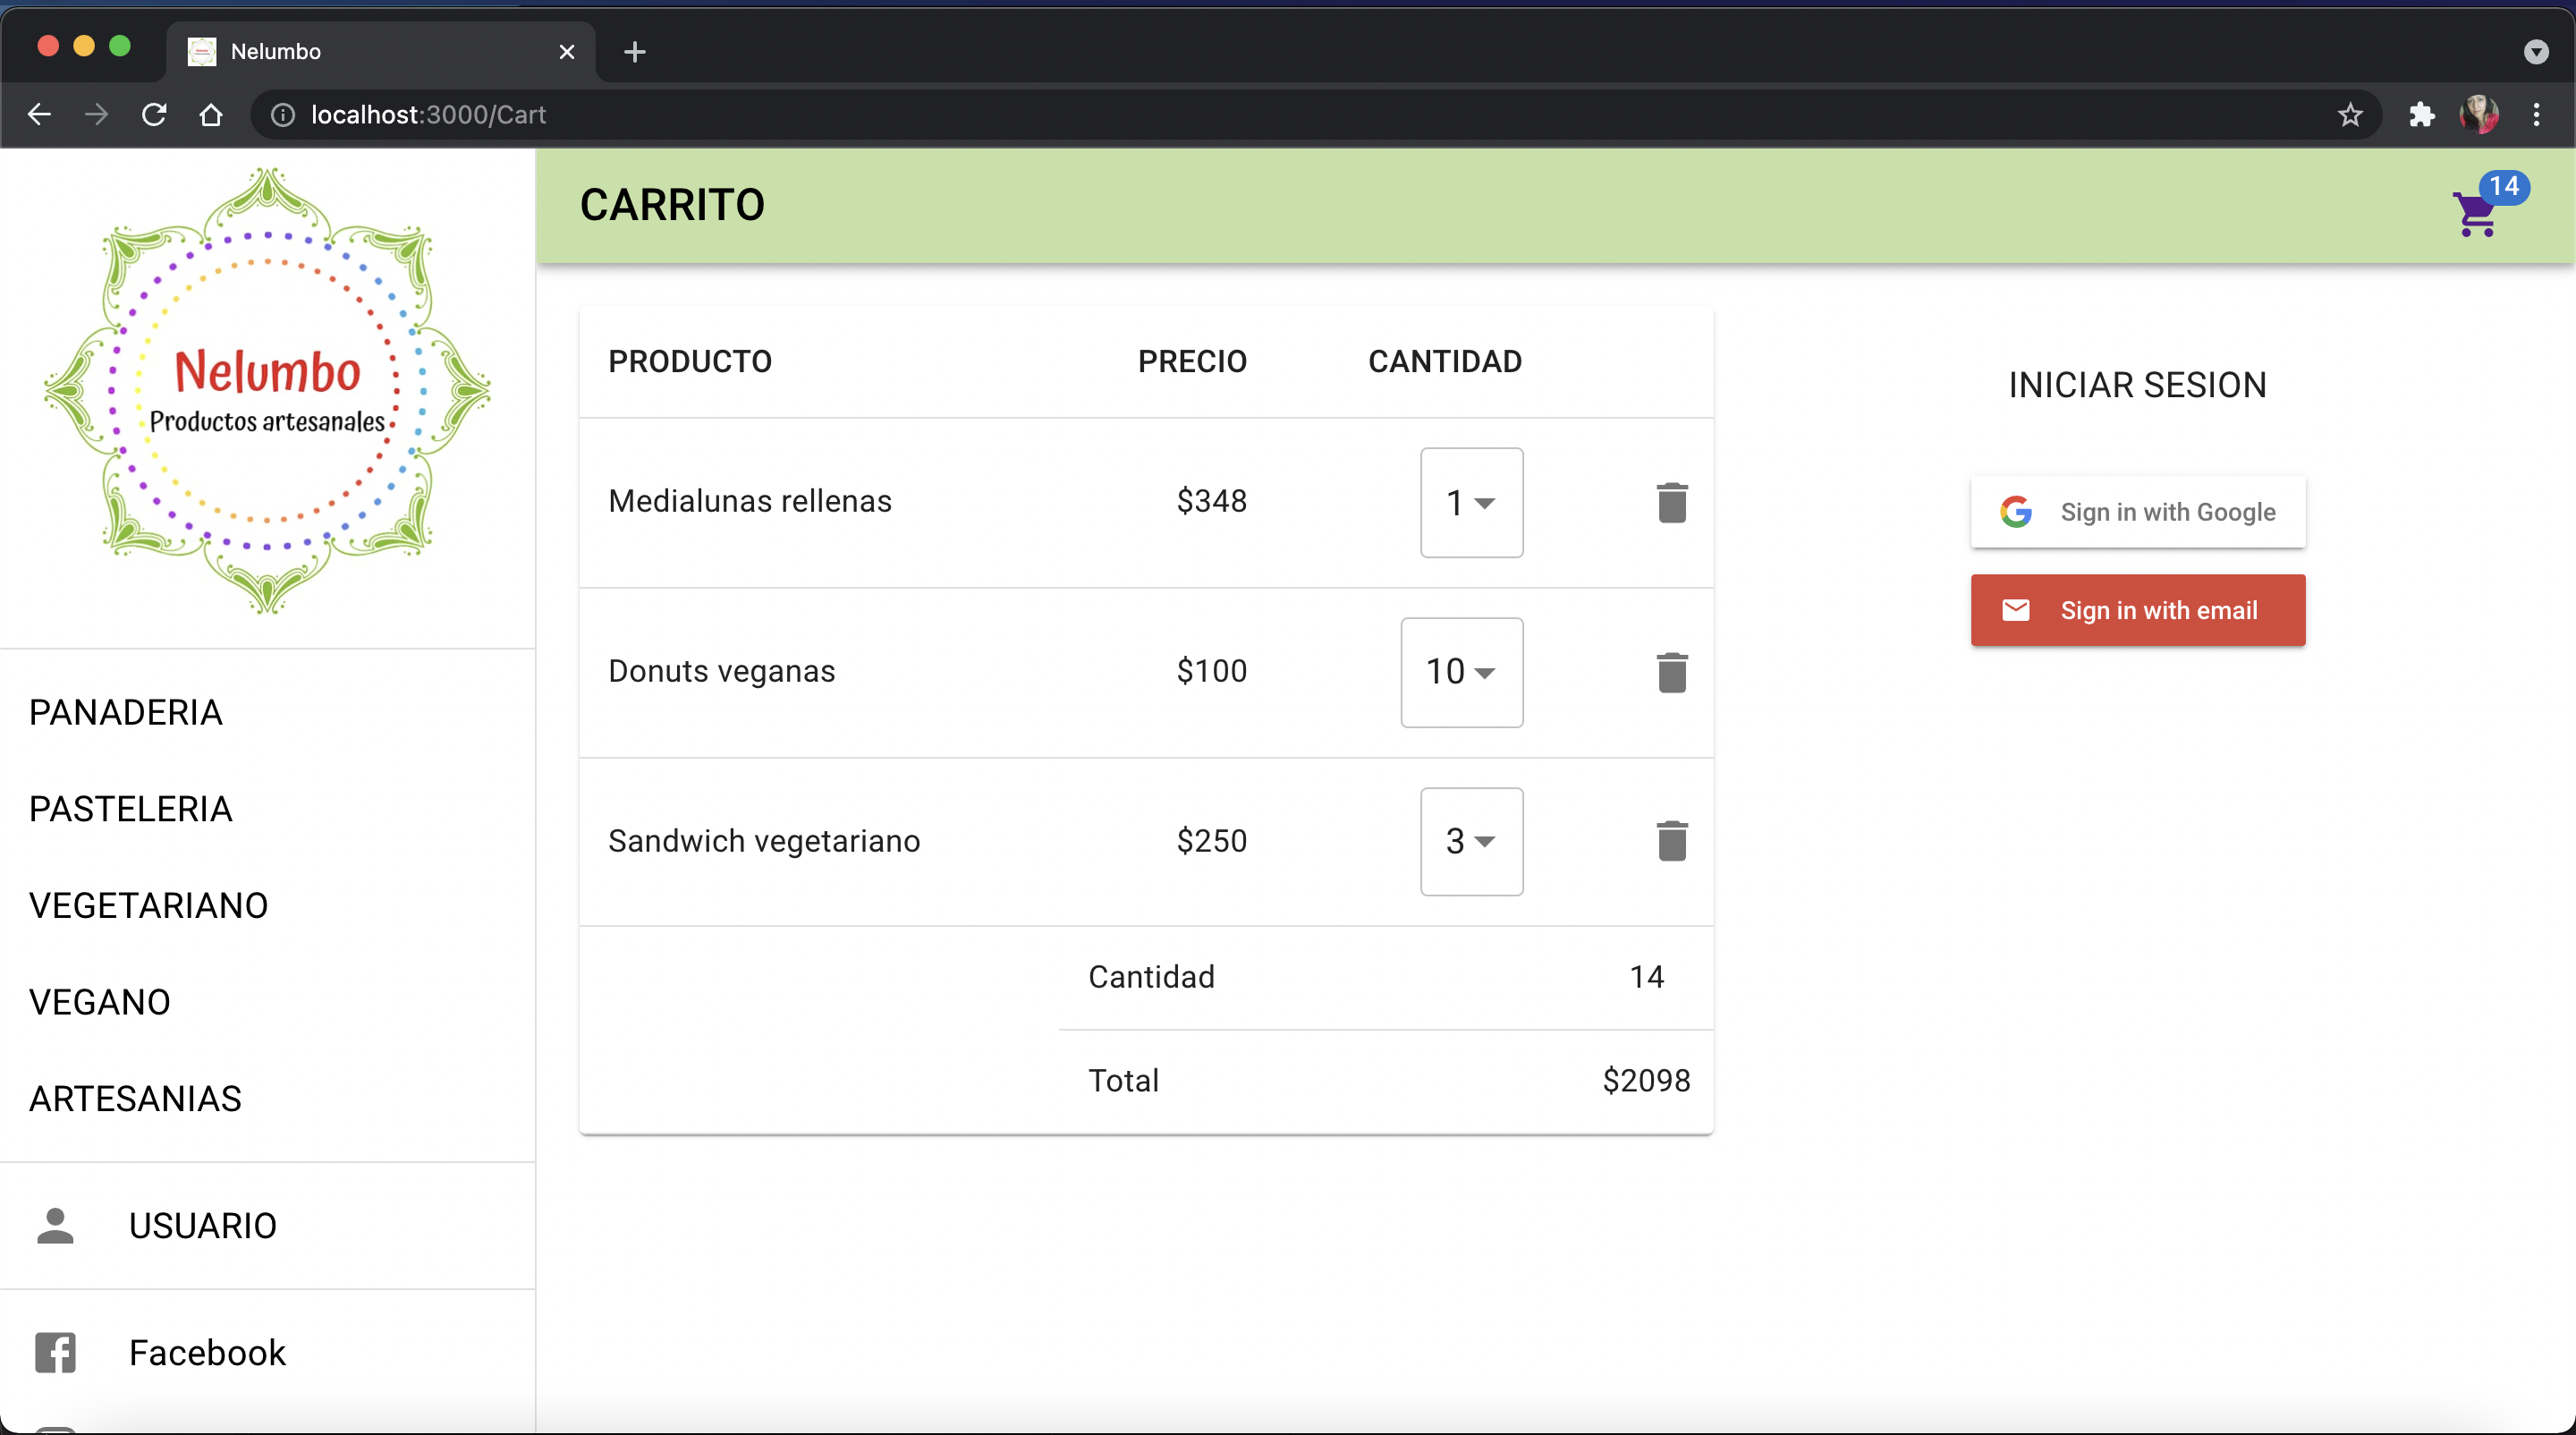 Nelumbo
localhost:3000/Cart
Nelumbo
Productos artesanales
PANADERIA
PASTELERIA
VEGETARIANO
VEGANO
ARTESANIAS
USUARIO
Facebook
CARRITO
14
PRODUCTO PRECIO CANTIDAD
Medialunas rellenas $348 1
Donuts veganas $100 10
Sandwich vegetariano $250 3
Cantidad 14
Total $2098
INICIAR SESION
Sign in with Google
Sign in with email